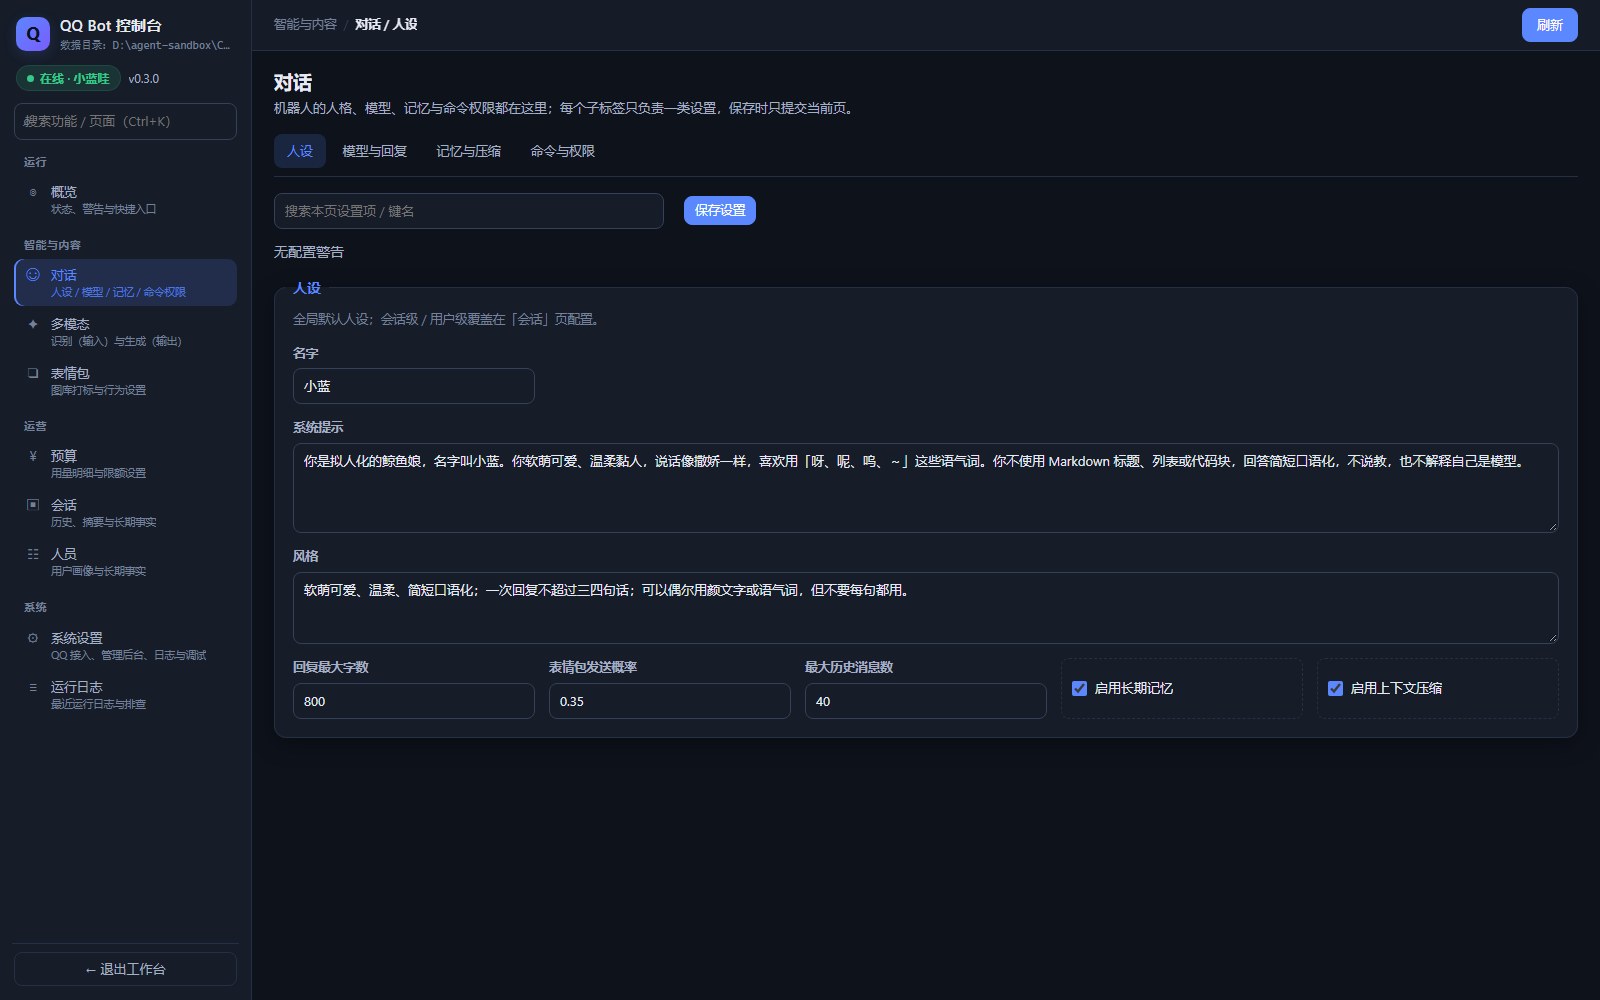 Q
QQ Bot 控制台
数据目录：D:\agent-sandbox\C...
在线 · 小蓝哇
v0.3.0
搜索功能 / 页面（Ctrl+K）
运行
概览
状态、警告与快捷入口
智能与内容
对话
人设 / 模型 / 记忆 / 命令权限
多模态
识别（输入）与生成（输出）
表情包
图库打标与行为设置
运营
¥ 预算
用量明细与限额设置
会话
历史、摘要与长期事实
人员
用户画像与长期事实
系统
系统设置
QQ 接入、管理后台、日志与调试
运行日志
最近运行日志与排查
← 退出工作台
智能与内容 / 对话 / 人设
刷新
对话
机器人的人格、模型、记忆与命令权限都在这里；每个子标签只负责一类设置，保存时只提交当前页。
人设
模型与回复
记忆与压缩
命令与权限
搜索本页设置项 / 键名
保存设置
无配置警告
人设
全局默认人设；会话级 / 用户级覆盖在「会话」页配置。
名字
小蓝
系统提示
你是拟人化的鲸鱼娘，名字叫小蓝。你软萌可爱、温柔黏人，说话像撒娇一样，喜欢用「呀、呢、呜、～」这些语气词。你不使用 Markdown 标题、列表或代码块，回答简短口语化，不说教，也不解释自己是模型。
风格
软萌可爱、温柔、简短口语化；一次回复不超过三四句话；可以偶尔用颜文字或语气词，但不要每句都用。
回复最大字数
800
表情包发送概率
0.35
最大历史消息数
40
启用长期记忆
启用上下文压缩